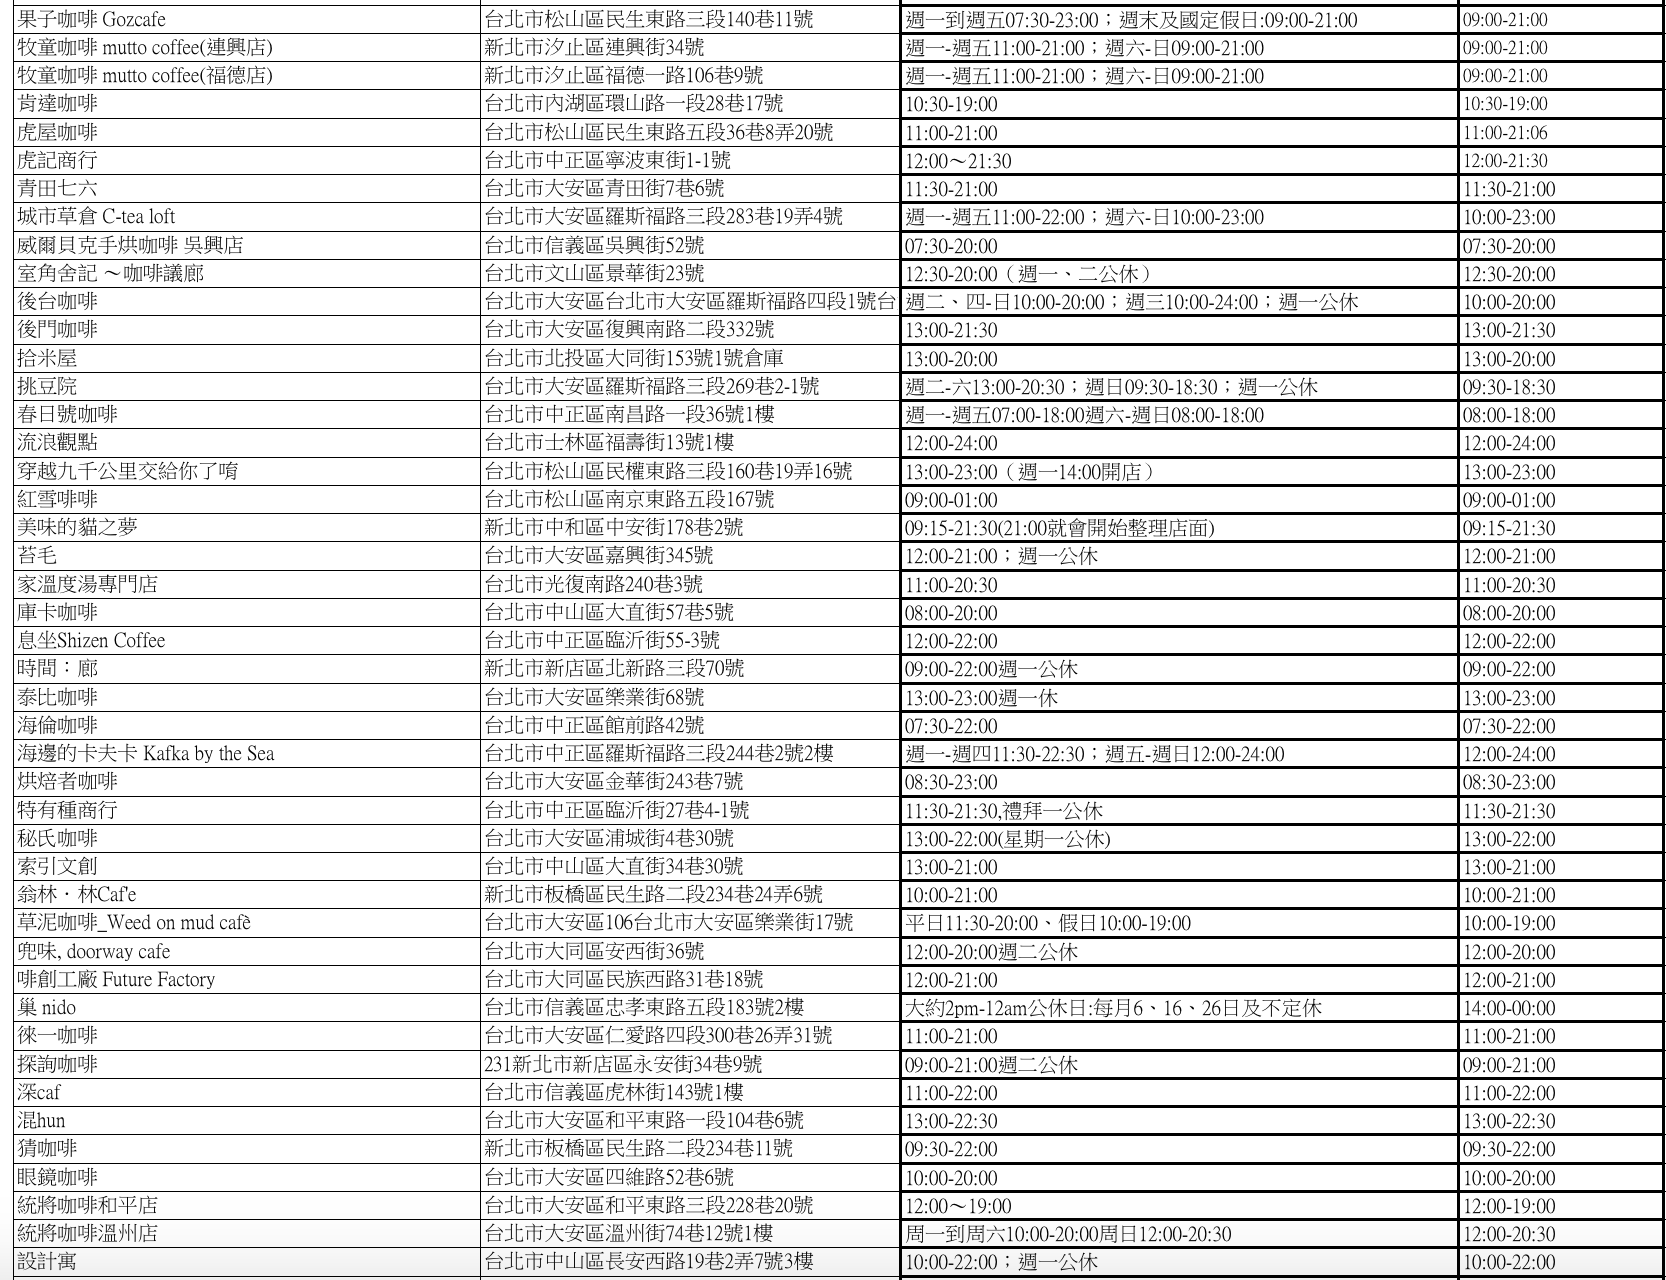 果子咖啡 Gozcafe 台北市松山區民生東路三段140巷11號 週一到週五07:30-23:00；週末及國定假日:09:00-21:00 09:00-21:00
牧童咖啡 mutto coffee(連興店) 新北市汐止區連興街34號 週一-週五11:00-21:00；週六-日09:00-21:00 09:00-21:00
牧童咖啡 mutto coffee(福德店) 新北市汐止區福德一路106巷9號 週一-週五11:00-21:00；週六-日09:00-21:00 09:00-21:00
肯達咖啡 台北市內湖區環山路一段28巷17號 10:30-19:00 10:30-19:00
虎屋咖啡 台北市松山區民生東路五段36巷8弄20號 11:00-21:00 11:00-21:06
虎記商行 台北市中正區寧波東街1-1號 12:00～21:30 12:00-21:30
青田七六 台北市大安區青田街7巷6號 11:30-21:00 11:30-21:00
城市草倉 C-tea loft 台北市大安區羅斯福路三段283巷19弄4號 週一-週五11:00-22:00；週六-日10:00-23:00 10:00-23:00
威爾貝克手烘咖啡 吳興店 台北市信義區吳興街52號 07:30-20:00 07:30-20:00
室角舍記 ～咖啡議廊 台北市文山區景華街23號 12:30-20:00（週一、二公休） 12:30-20:00
後台咖啡 台北市大安區台北市大安區羅斯福路四段1號台 週二、四-日10:00-20:00；週三10:00-24:00；週一公休 10:00-20:00
後門咖啡 台北市大安區復興南路二段332號 13:00-21:30 13:00-21:30
拾米屋 台北市北投區大同街153號1號倉庫 13:00-20:00 13:00-20:00
挑豆院 台北市大安區羅斯福路三段269巷2-1號 週二-六13:00-20:30；週日09:30-18:30；週一公休 09:30-18:30
春日號咖啡 台北市中正區南昌路一段36號1樓 週一-週五07:00-18:00週六-週日08:00-18:00 08:00-18:00
流浪觀點 台北市士林區福壽街13號1樓 12:00-24:00 12:00-24:00
穿越九千公里交給你了唷 台北市松山區民權東路三段160巷19弄16號 13:00-23:00（週一14:00開店） 13:00-23:00
紅雪啡啡 台北市松山區南京東路五段167號 09:00-01:00 09:00-01:00
美味的貓之夢 新北市中和區中安街178巷2號 09:15-21:30(21:00就會開始整理店面) 09:15-21:30
苔毛 台北市大安區嘉興街345號 12:00-21:00；週一公休 12:00-21:00
家溫度湯專門店 台北市光復南路240巷3號 11:00-20:30 11:00-20:30
庫卡咖啡 台北市中山區大直街57巷5號 08:00-20:00 08:00-20:00
息坐Shizen Coffee 台北市中正區臨沂街55-3號 12:00-22:00 12:00-22:00
時間：廊 新北市新店區北新路三段70號 09:00-22:00週一公休 09:00-22:00
泰比咖啡 台北市大安區樂業街68號 13:00-23:00週一休 13:00-23:00
海倫咖啡 台北市中正區館前路42號 07:30-22:00 07:30-22:00
海邊的卡夫卡 Kafka by the Sea 台北市中正區羅斯福路三段244巷2號2樓 週一-週四11:30-22:30；週五-週日12:00-24:00 12:00-24:00
烘焙者咖啡 台北市大安區金華街243巷7號 08:30-23:00 08:30-23:00
特有種商行 台北市中正區臨沂街27巷4-1號 11:30-21:30,禮拜一公休 11:30-21:30
秘氏咖啡 台北市大安區浦城街4巷30號 13:00-22:00(星期一公休) 13:00-22:00
索引文創 台北市中山區大直街34巷30號 13:00-21:00 13:00-21:00
翁林．林Caf'e 新北市板橋區民生路二段234巷24弄6號 10:00-21:00 10:00-21:00
草泥咖啡_Weed on mud cafè 台北市大安區106台北市大安區樂業街17號 平日11:30-20:00、假日10:00-19:00 10:00-19:00
兜味, doorway cafe 台北市大同區安西街36號 12:00-20:00週二公休 12:00-20:00
啡創工廠 Future Factory 台北市大同區民族西路31巷18號 12:00-21:00 12:00-21:00
巢 nido 台北市信義區忠孝東路五段183號2樓 大約2pm-12am公休日:每月6、16、26日及不定休 14:00-00:00
徠一咖啡 台北市大安區仁愛路四段300巷26弄31號 11:00-21:00 11:00-21:00
探詢咖啡 231新北市新店區永安街34巷9號 09:00-21:00週二公休 09:00-21:00
深caf 台北市信義區虎林街143號1樓 11:00-22:00 11:00-22:00
混hun 台北市大安區和平東路一段104巷6號 13:00-22:30 13:00-22:30
猜咖啡 新北市板橋區民生路二段234巷11號 09:30-22:00 09:30-22:00
眼鏡咖啡 台北市大安區四維路52巷6號 10:00-20:00 10:00-20:00
統將咖啡和平店 台北市大安區和平東路三段228巷20號 12:00～19:00 12:00-19:00
統將咖啡溫州店 台北市大安區溫州街74巷12號1樓 周一到周六10:00-20:00周日12:00-20:30 12:00-20:30
設計寓 台北市中山區長安西路19巷2弄7號3樓 10:00-22:00；週一公休 10:00-22:00